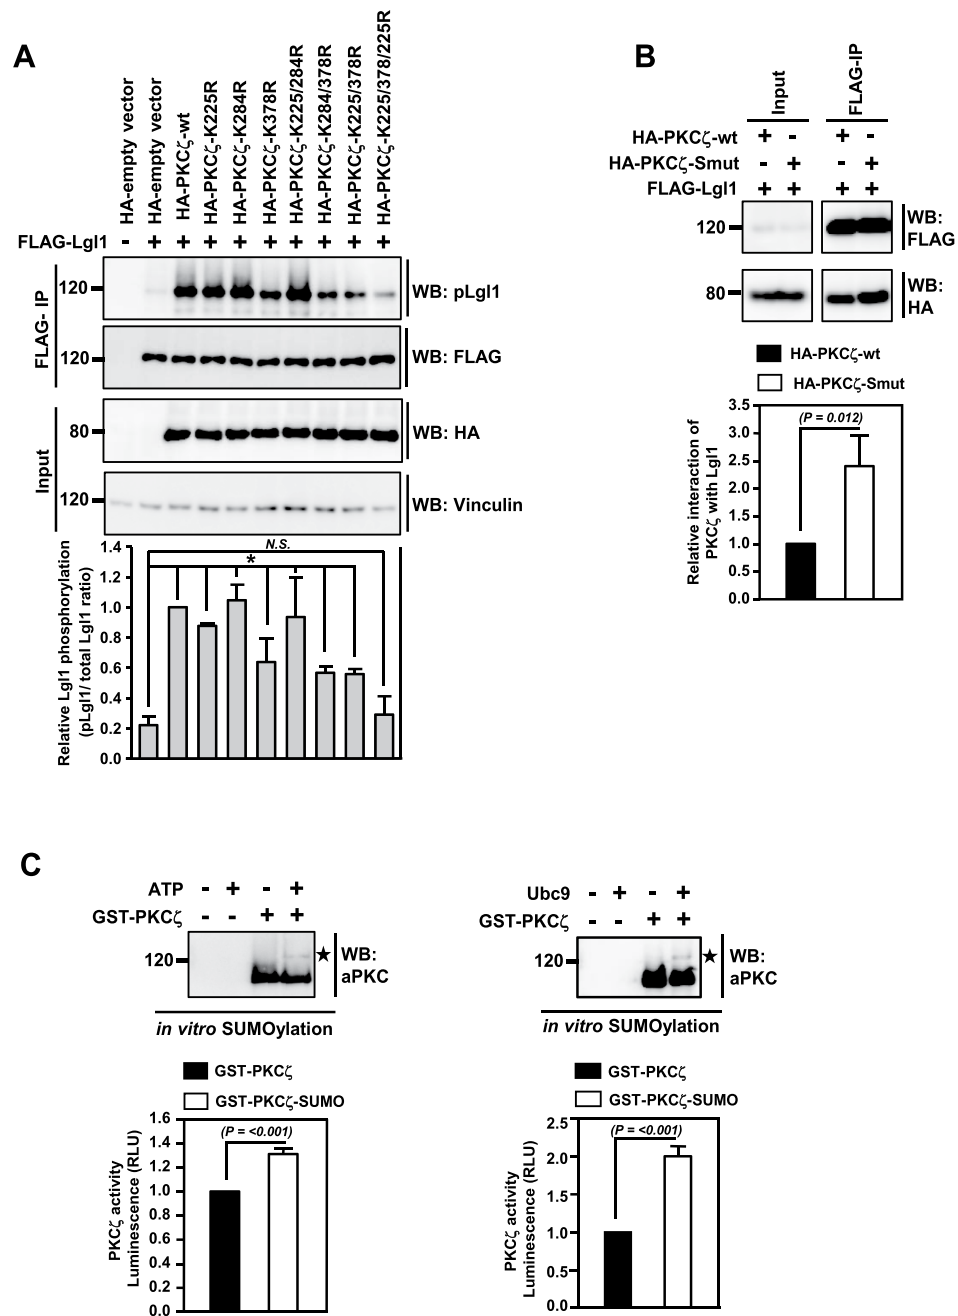 A
HA-empty vector
HA-empty vector
HA-PKCζ-wt
HA-PKCζ-K225R
HA-PKCζ-K284R
HA-PKCζ-K378R
HA-PKCζ-K225/284R
HA-PKCζ-K284/378R
HA-PKCζ-K225/378R
HA-PKCζ-K225/378/225R
FLAG-Lgl1 - + + + + + + + + +
FLAG- IP
120
WB: pLgl1
120
WB: FLAG
Input
80
WB: HA
120
WB: Vinculin
N.S.
*
Relative Lgl1 phosphorylation
(pLgl1/ total Lgl1 ratio)
1.4
1.2
1.0
0.8
0.6
0.4
0.2
0.0
B
Input
FLAG-IP
HA-PKCζ-wt + - + -
HA-PKCζ-Smut - + - +
FLAG-Lgl1 + + + +
120
WB:
FLAG
80
WB:
HA
HA-PKCζ-wt
HA-PKCζ-Smut
(P = 0.012)
Relative interaction of
PKCζ with Lgl1
3.5
3.0
2.5
2.0
1.5
1.0
0.5
0.0
C
ATP - + - +
GST-PKCζ - - + +
120
★
WB:
aPKC
in vitro SUMOylation
GST-PKCζ
GST-PKCζ-SUMO
(P = <0.001)
PKCζ activity
Luminescence (RLU)
1.6
1.4
1.2
1.0
0.8
0.6
0.4
0.2
0.0
Ubc9 - + - +
GST-PKCζ - - + +
120
★
WB:
aPKC
in vitro SUMOylation
GST-PKCζ
GST-PKCζ-SUMO
(P = <0.001)
PKCζ activity
Luminescence (RLU)
2.5
2.0
1.5
1.0
0.5
0.0